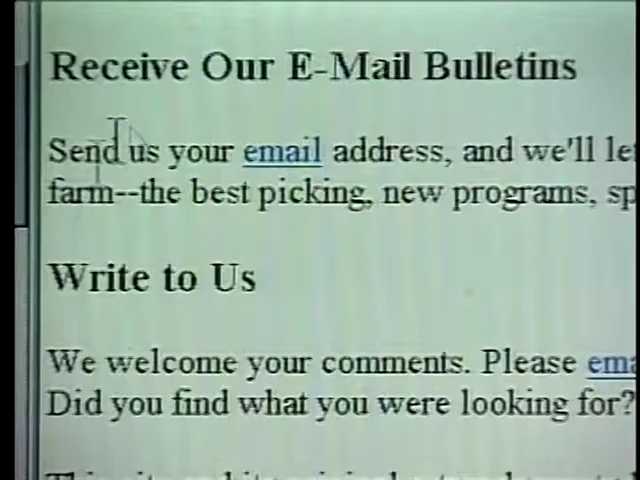 Receive Our E-Mail Bulletins
Send us your email address, and we'll let
farm--the best picking, new programs, sp
Write to Us
We welcome your comments. Please ema
Did you find what you were looking for?